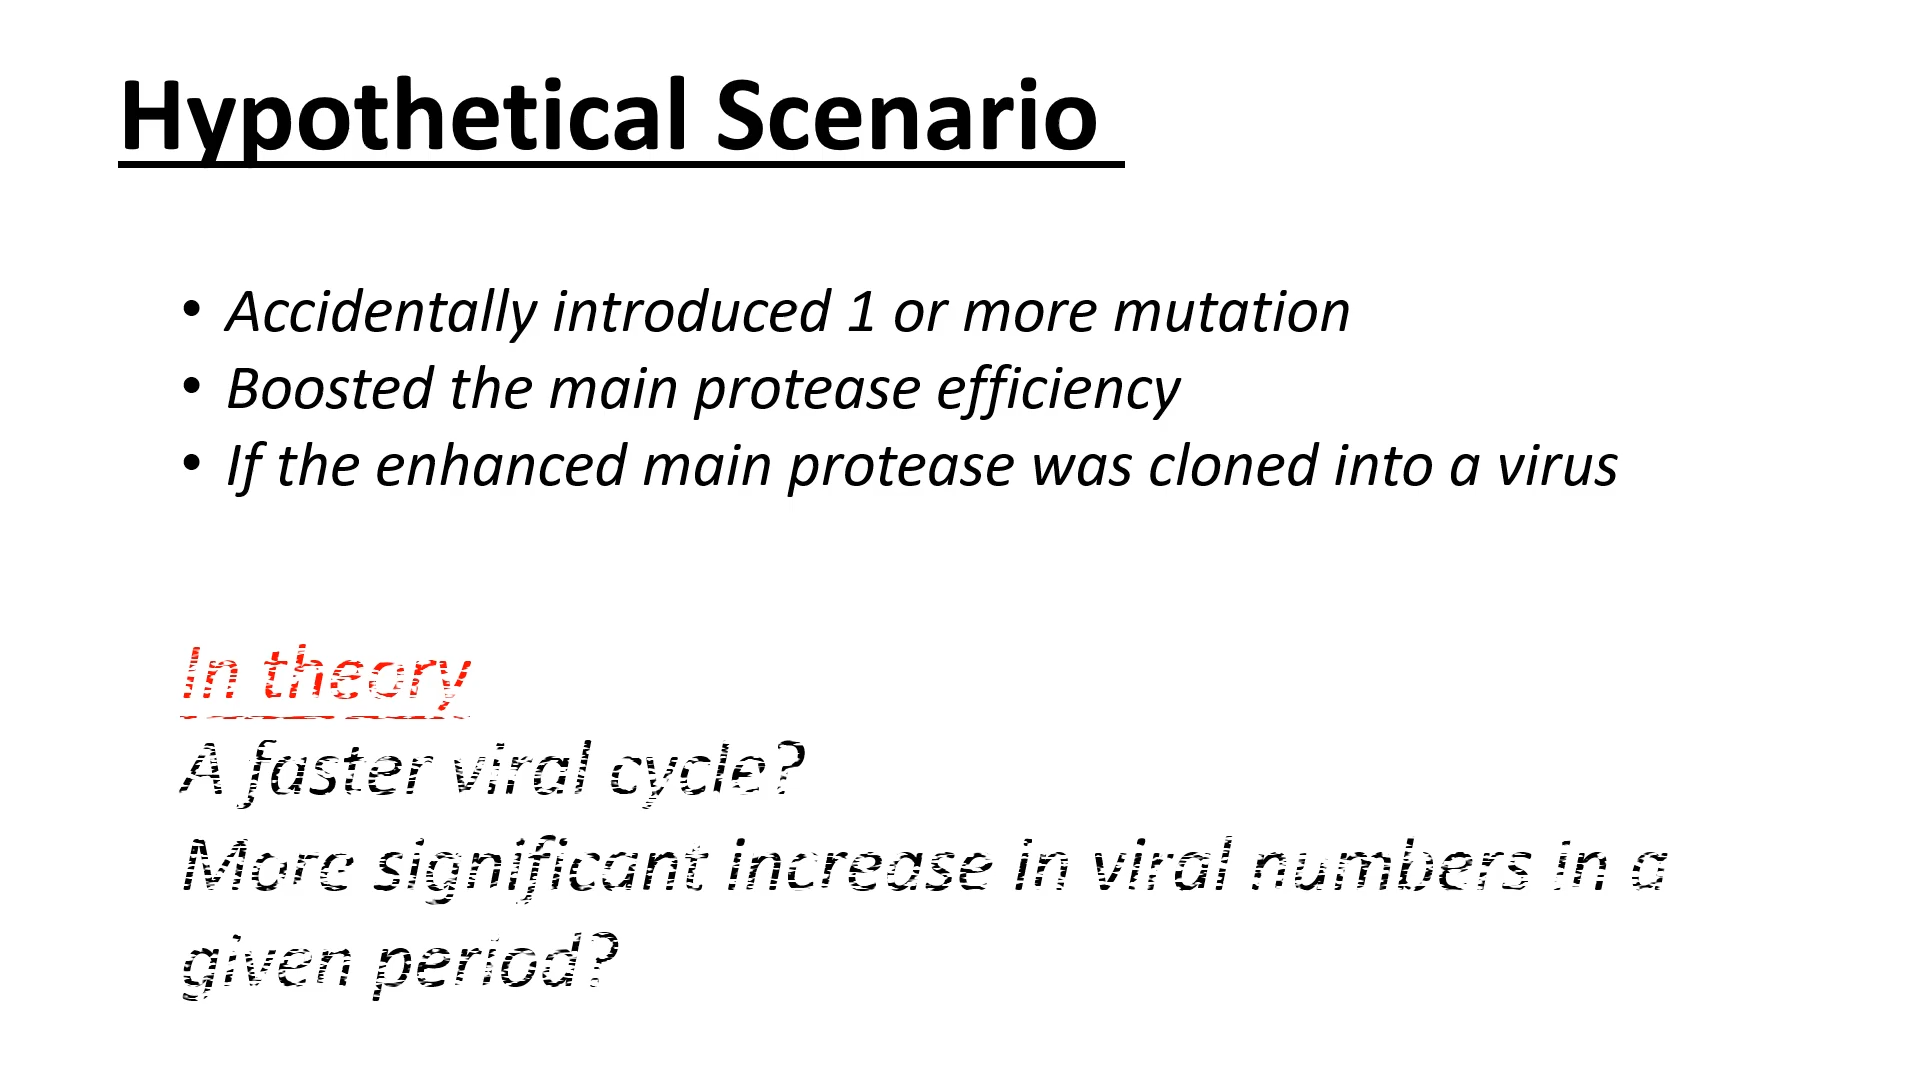 Hypothetical Scenario
• Accidentally introduced 1 or more mutation
• Boosted the main protease efficiency
• If the enhanced main protease was cloned into a virus
In theory
A faster viral cycle?
More significant increase in viral numbers in a
given period?